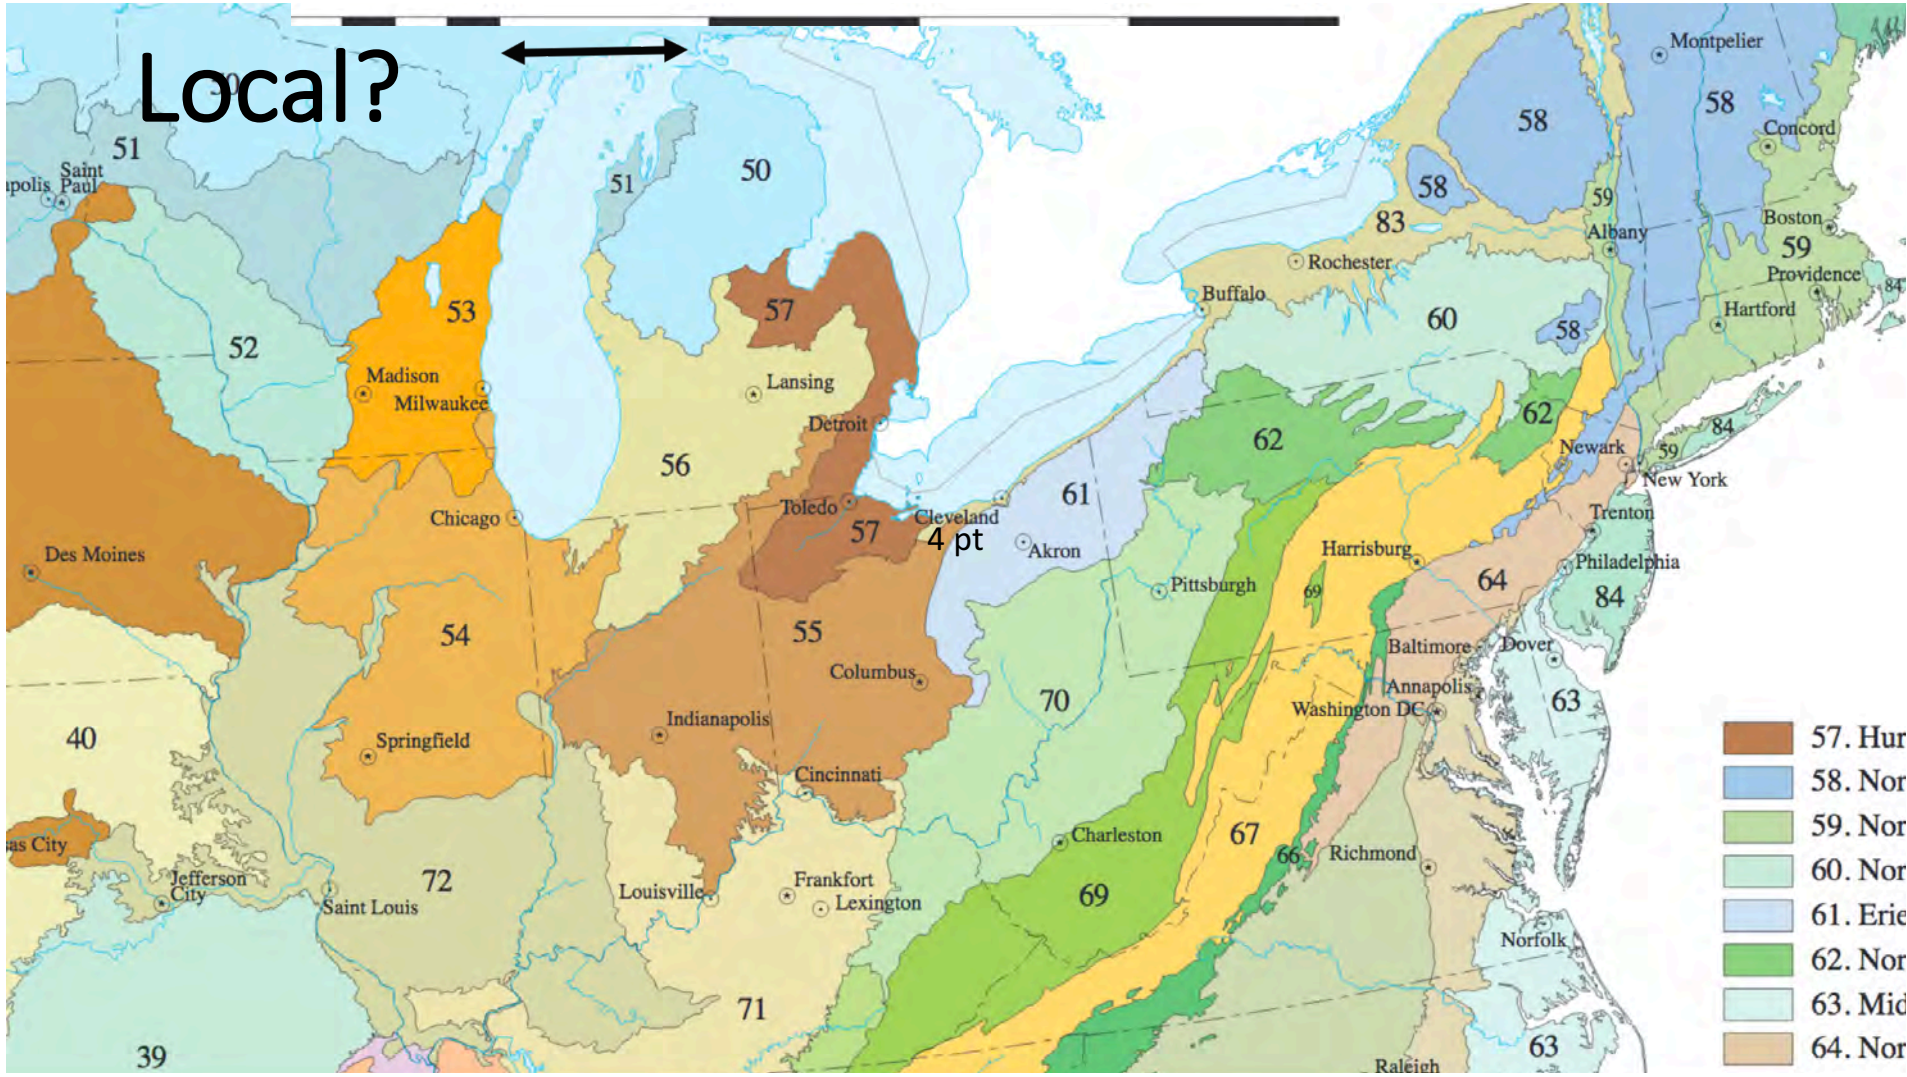 Local?
50
51
Saint
Paul
apolis
52
53
Madison
Milwaukee
51
50
57
Lansing
Detroit
56
Chicago
Toledo
57
Cleveland
4 pt
61
Akron
Des Moines
54
55
Columbus
Indianapolis
Springfield
Cincinnati
40
sas City
Jefferson
City
Saint Louis
72
Louisville
Frankfort
Lexington
71
39
70
Charleston
69
67
66
Pittsburgh
69
Harrisburg
62
62
60
58
Buffalo
Rochester
83
58
58
59
Albany
Montpelier
58
Concord
Boston
59
Providence
84
Hartford
84
59
Newark
New York
Trenton
Philadelphia
84
64
Baltimore
Dover
Annapolis
Washington DC
63
Richmond
Norfolk
63
Raleigh
57. Hur
58. Nor
59. Nor
60. Nor
61. Erie
62. Nor
63. Mid
64. Nor